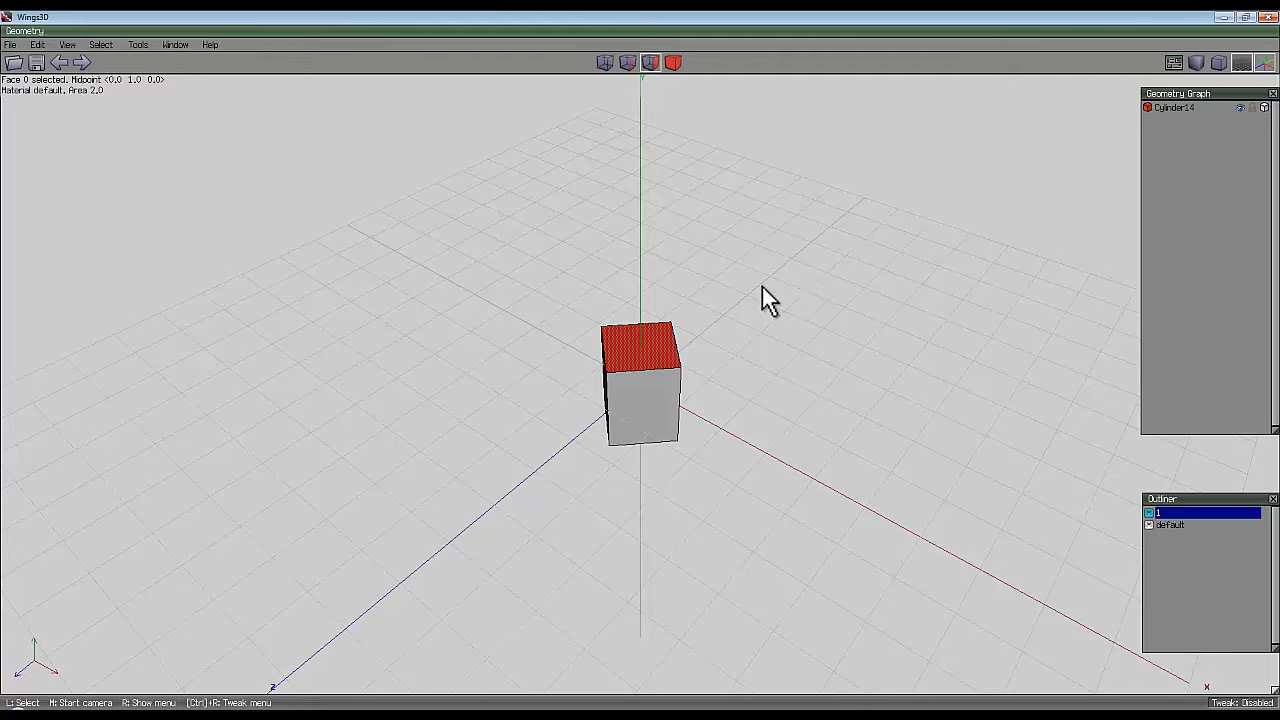 Wings3D
Geometry
File Edit View Select Tools Window Help
Face 0 selected. Midpoint <0.0 1.0 0.0>
Material default. Area 2.0
Y
Geometry Graph
Cylinder14
Outliner
1
default
Z
X
L: Select M: Start camera R: Show menu [Ctrl]+R: Tweak menu
Tweak: Disabled